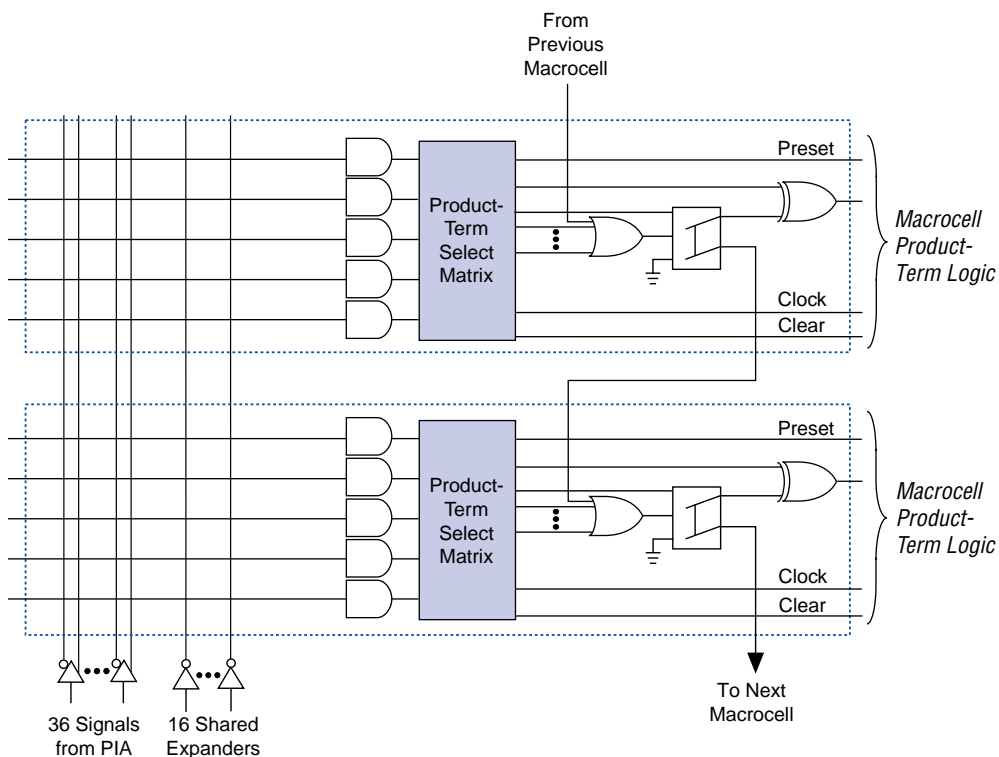 From
Previous
Macrocell
Preset
Product-
Term
Select
Matrix
Macrocell
Product-
Term Logic
Clock
Clear
Preset
Product-
Term
Select
Matrix
Macrocell
Product-
Term Logic
Clock
Clear
36 Signals
from PIA
16 Shared
Expanders
To Next
Macrocell